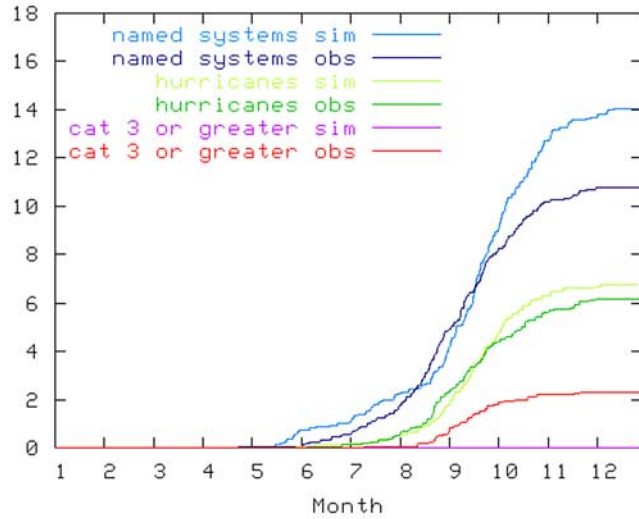 18
16
14
12
10
8
6
4
2
0
named systems sim
named systems obs
hurricanes sim
hurricanes obs
cat 3 or greater sim
cat 3 or greater obs
1 2 3 4 5 6 7 8 9 10 11 12
Month